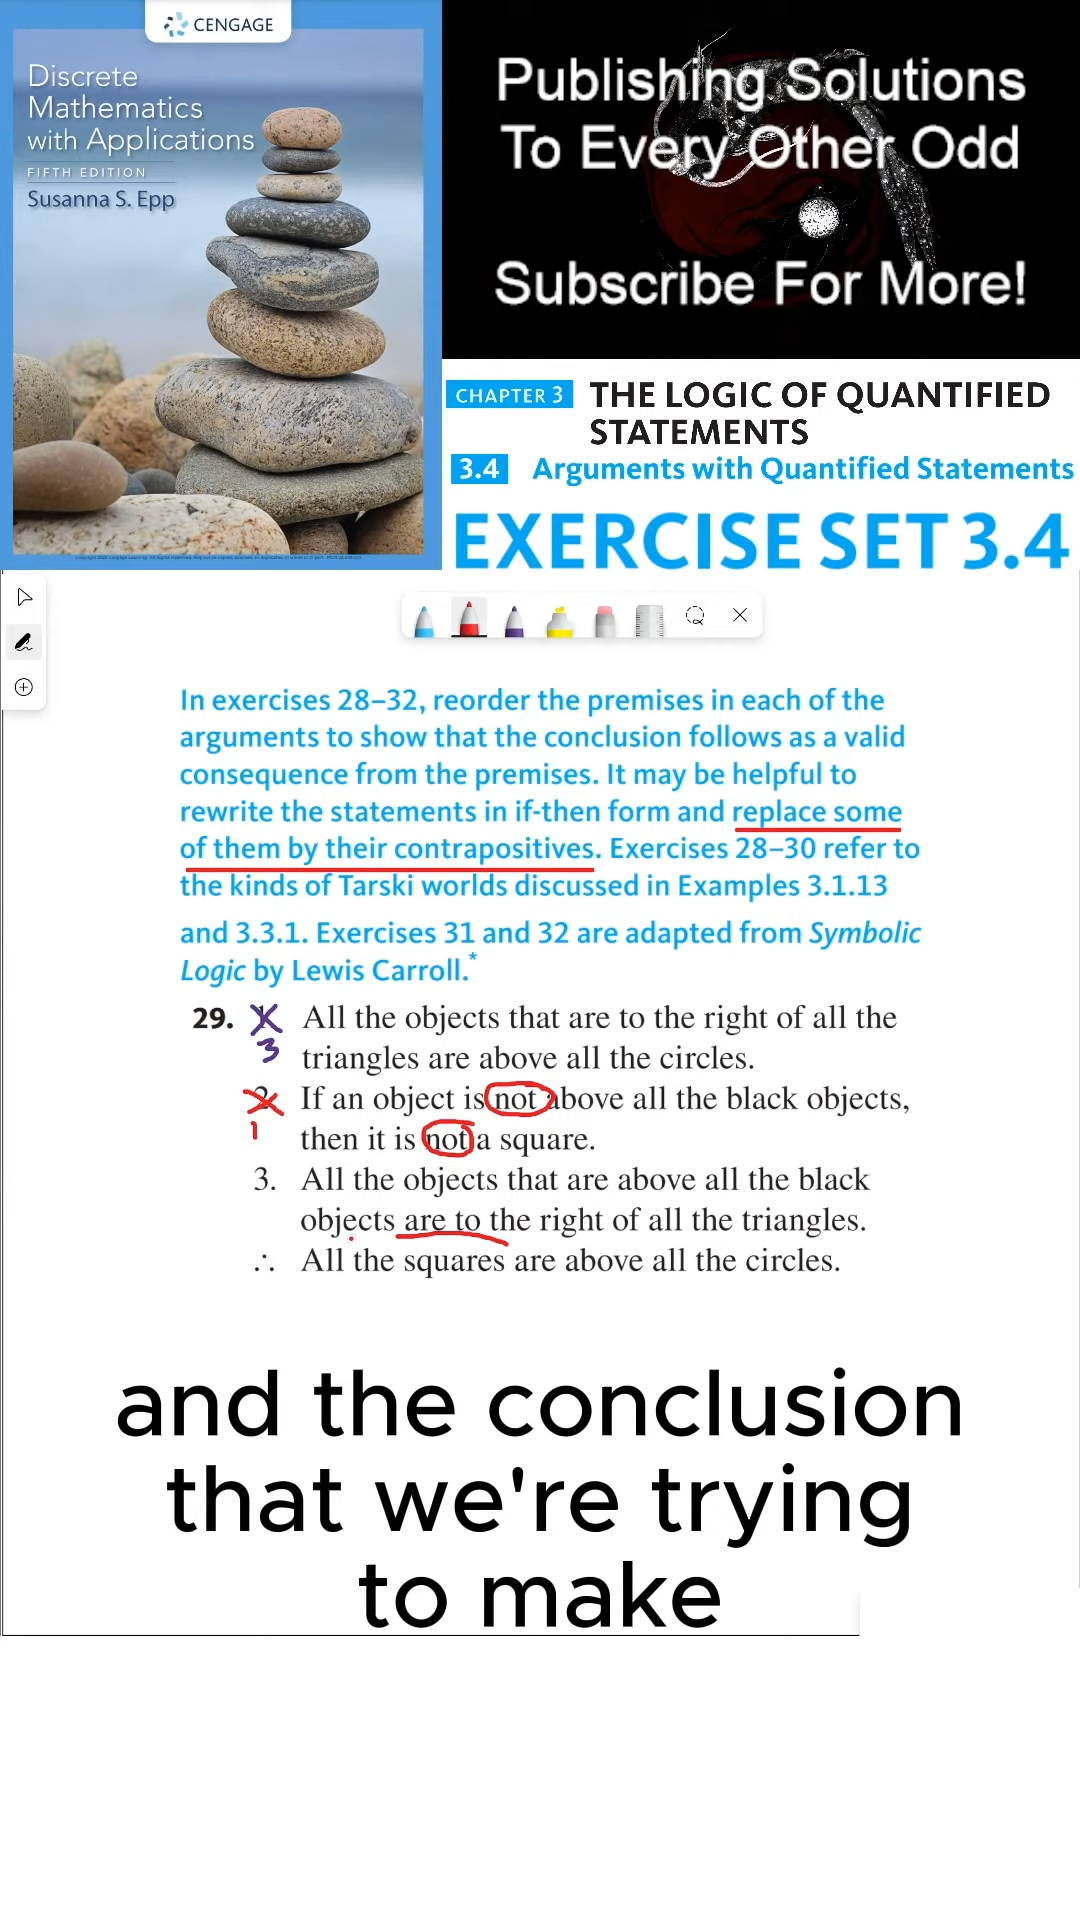 CENGAGE
Discrete
Mathematics
with Applications
FIFTH EDITION
Susanna S. Epp
Publishing Solutions
To Every Other Odd
Subscribe For More!
CHAPTER 3 THE LOGIC OF QUANTIFIED
STATEMENTS
3.4 Arguments with Quantified Statements
EXERCISE SET 3.4
In exercises 28–32, reorder the premises in each of the
arguments to show that the conclusion follows as a valid
consequence from the premises. It may be helpful to
rewrite the statements in if-then form and replace some
of them by their contrapositives. Exercises 28–30 refer to
the kinds of Tarski worlds discussed in Examples 3.1.13
and 3.3.1. Exercises 31 and 32 are adapted from Symbolic
Logic by Lewis Carroll.*
29. All the objects that are to the right of all the
3 triangles are above all the circles.
2. If an object is not above all the black objects,
1 then it is not a square.
3. All the objects that are above all the black
objects are to the right of all the triangles.
∴ All the squares are above all the circles.
and the conclusion
that we're trying
to make